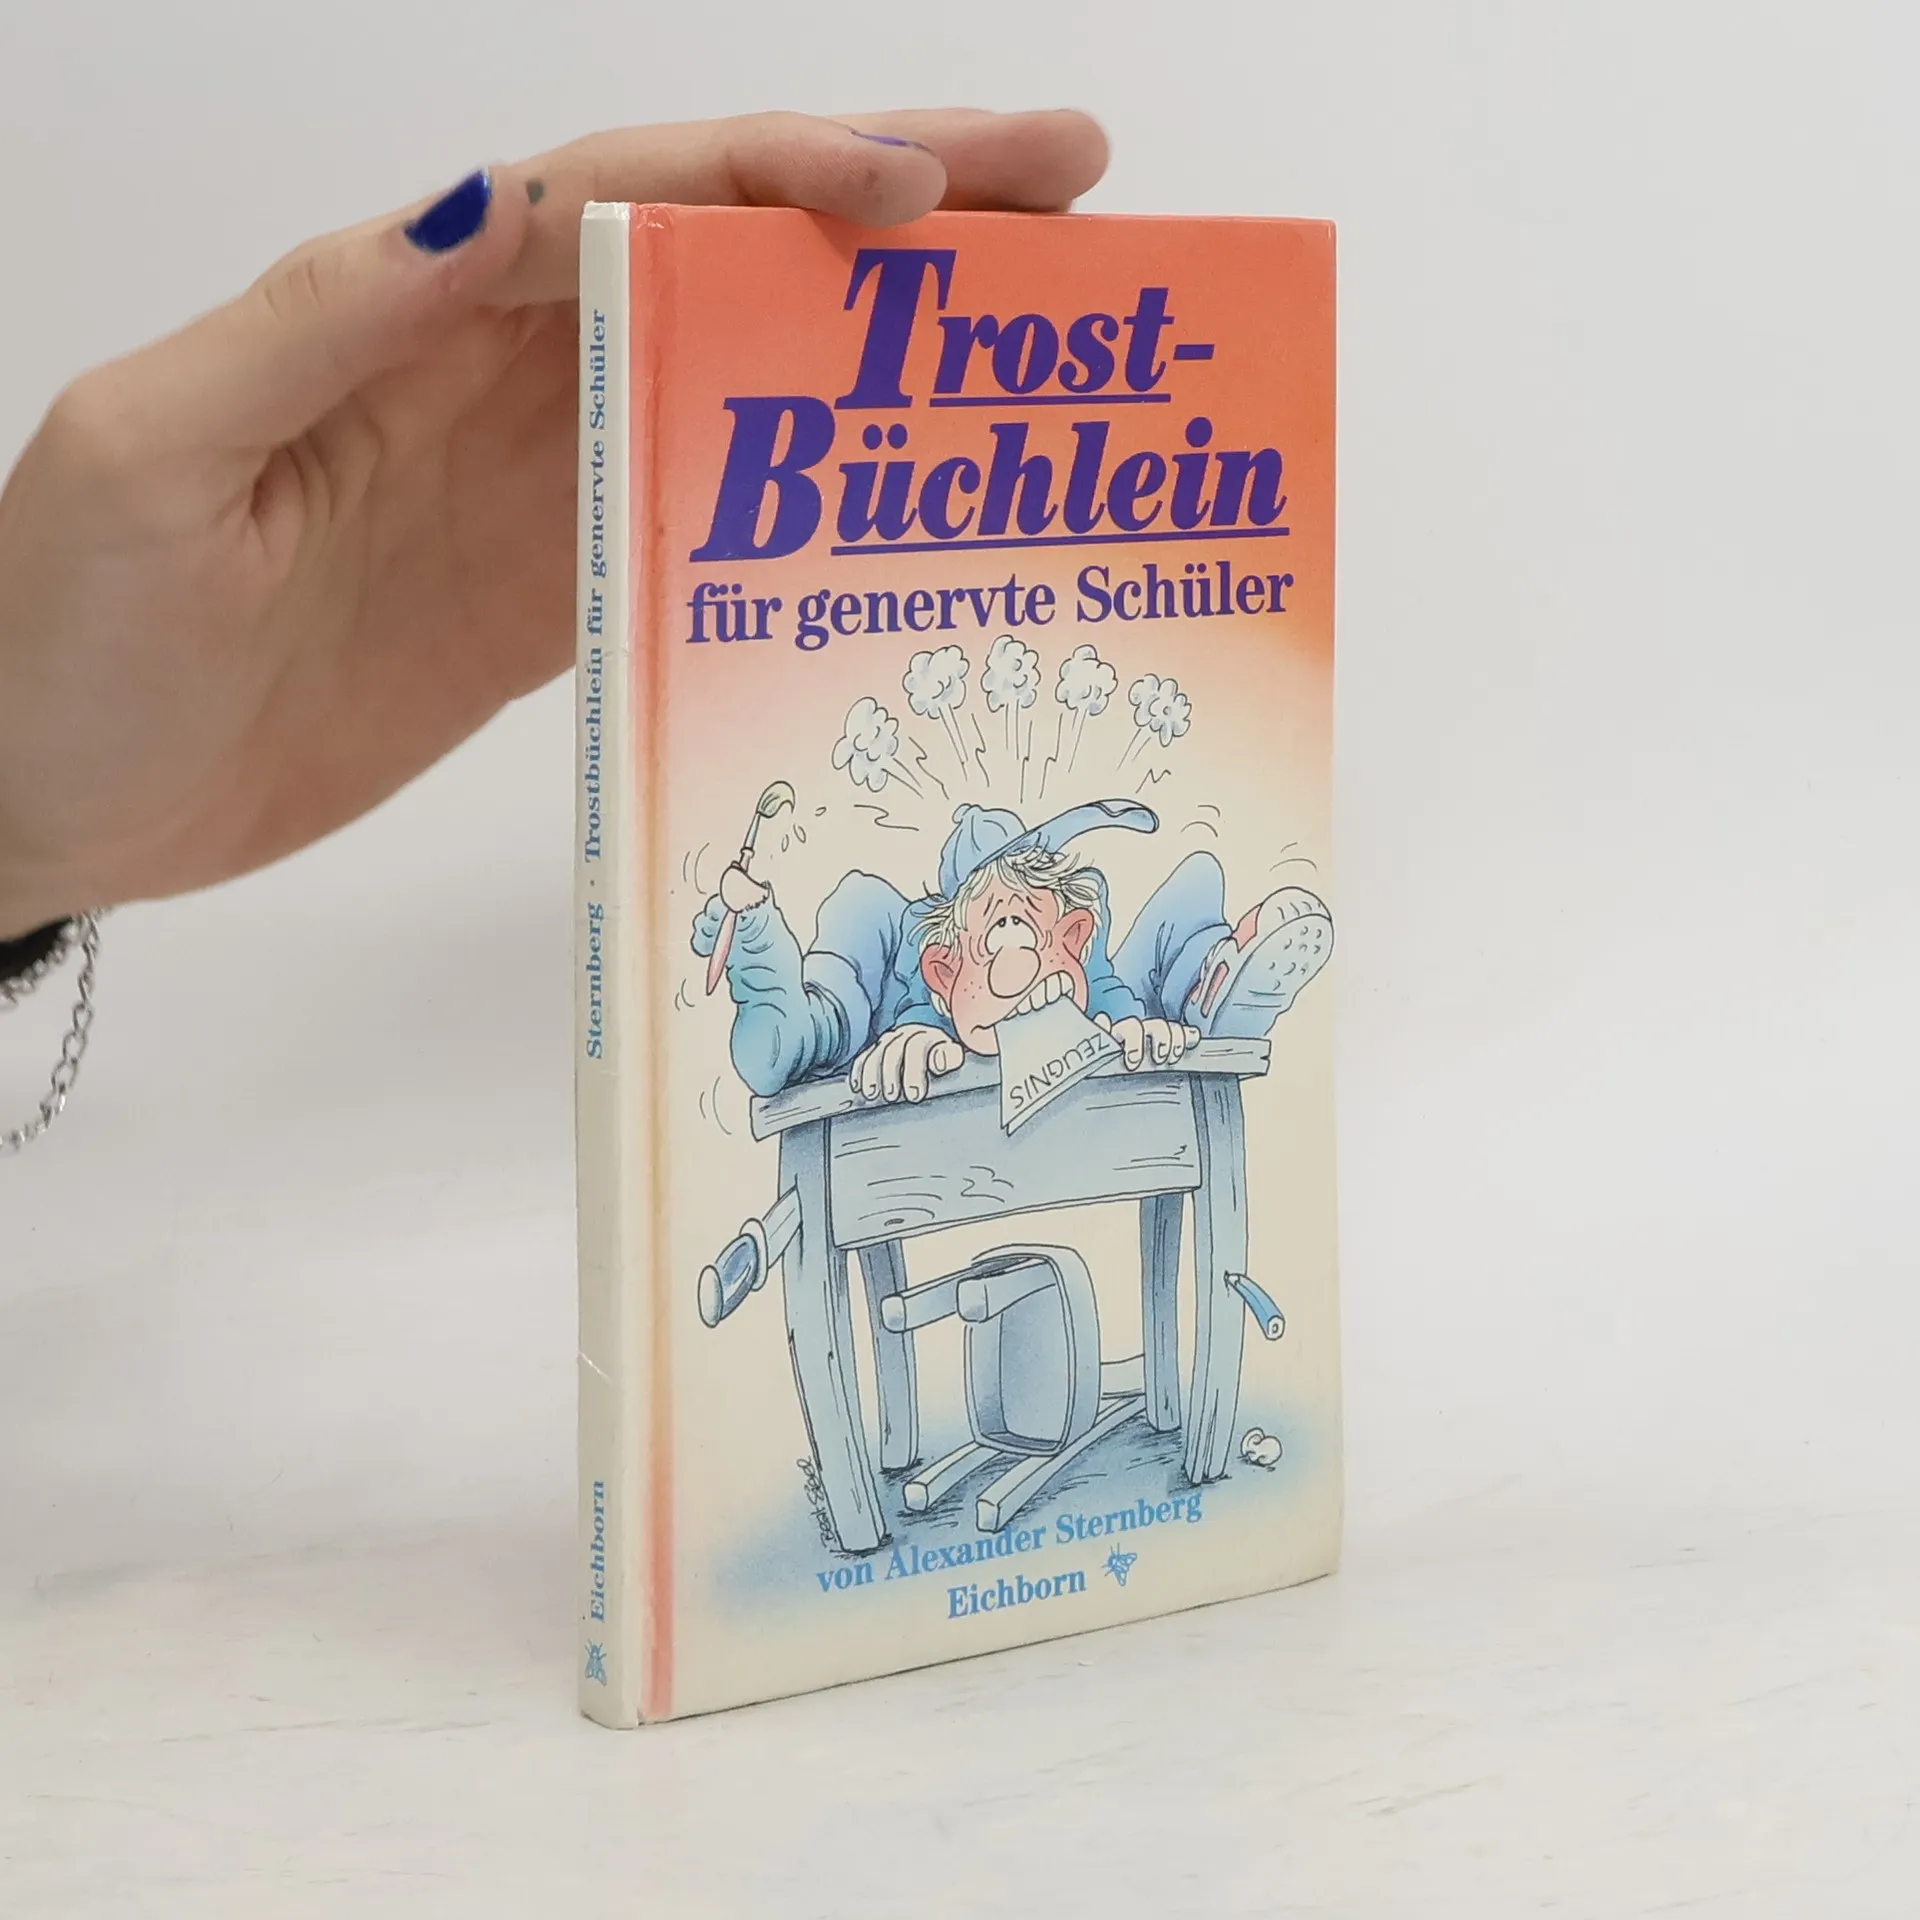 Trost-
Büchlein
für genervte Schüler
ZEUGNIS
von Alexander Sternberg
Eichborn
Sternberg · Trostbüchlein für genervte Schüler
Eichborn